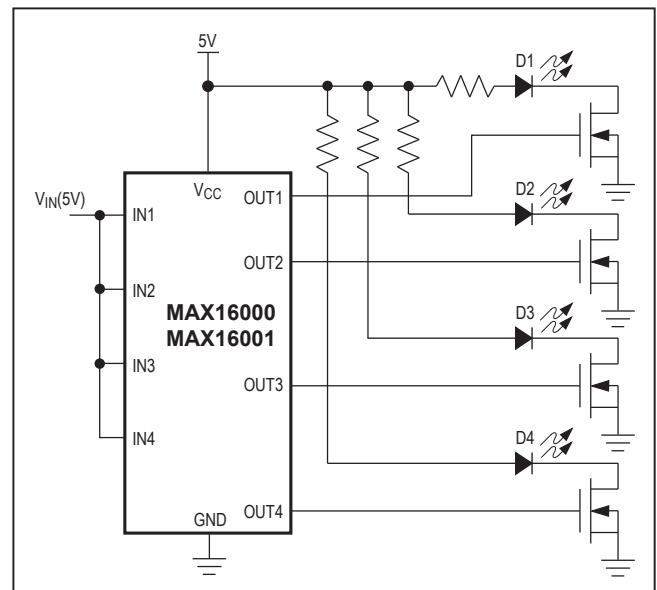 5V
D1
VCC
OUT1
VIN(5V)
IN1
D2
OUT2
IN2
MAX16000
MAX16001
D3
IN3
OUT3
IN4
D4
GND
OUT4